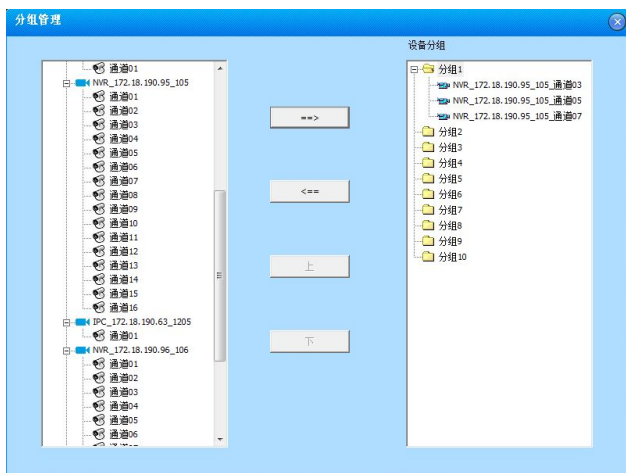 分组管理
设备分组
通道01
NVR_172.18.190.95_105
通道01
通道02
通道03
通道04
通道05
通道06
通道07
通道08
通道09
通道10
通道11
通道12
通道13
通道14
通道15
通道16
IPC_172.18.190.63_1205
通道01
NVR_172.18.190.96_106
通道01
通道02
通道03
通道04
通道05
通道06
==>
<==
上
下
分组1
NVR_172.18.190.95_105_通道03
NVR_172.18.190.95_105_通道05
NVR_172.18.190.95_105_通道07
分组2
分组3
分组4
分组5
分组6
分组7
分组8
分组9
分组10